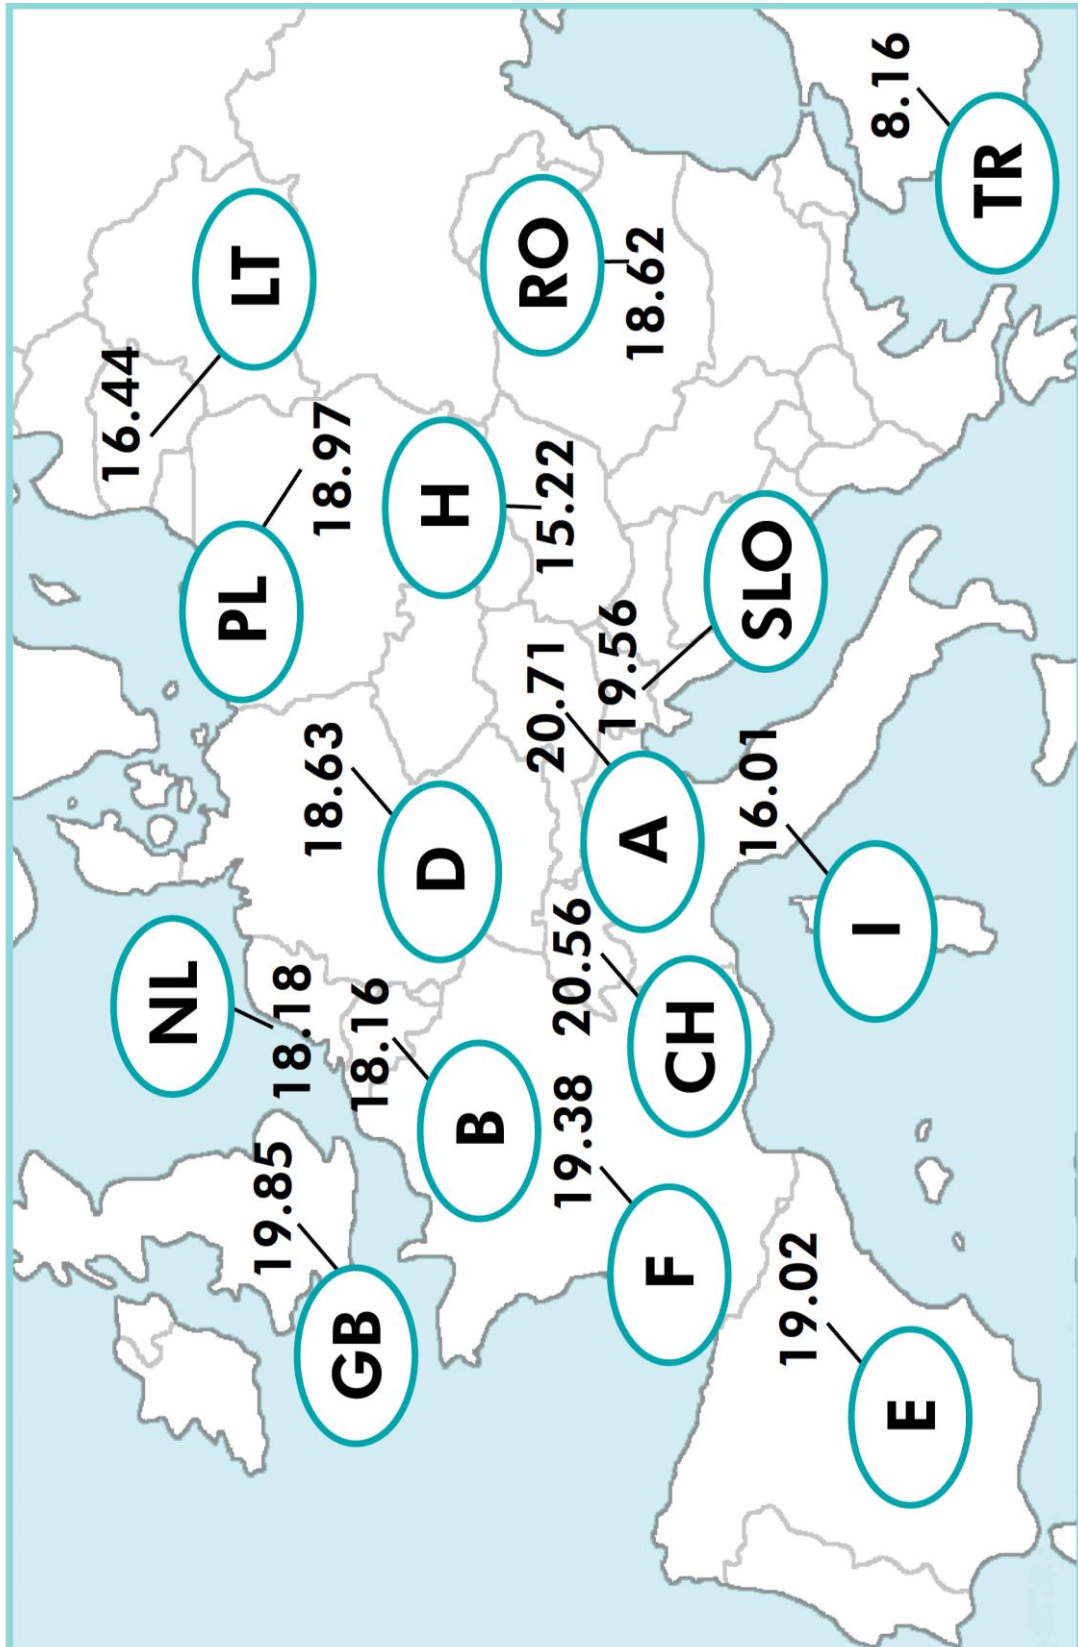 GB
19.85
NL
18.18
B
18.16
D
18.63
PL
18.97
LT
16.44
H
15.22
RO
18.62
F
19.38
CH
20.56
A
20.71
SLO
19.56
E
19.02
I
16.01
TR
8.16